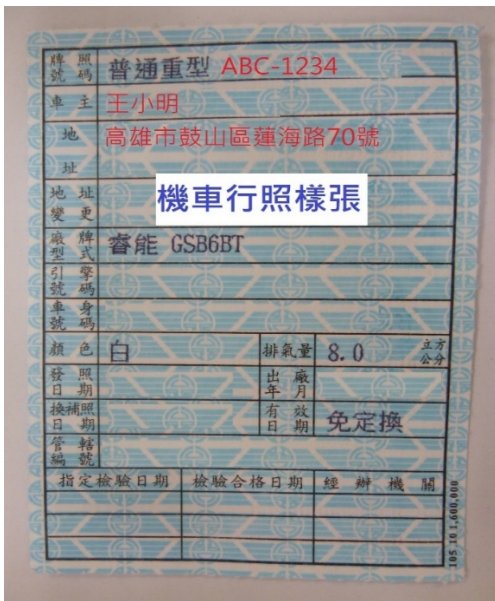 牌照號碼 普通重型 ABC-1234
車主 王小明
地址 高雄市鼓山區蓮海路70號
地址變更
機車行照樣張
廠牌型式 睿能 GSB6BT
引擎號碼
車身號碼
顏色 白 排氣量 8.0 立方公分
發照日期 出廠年月
換補照日期 有效日期 免定換
管轄編號
指定檢驗日期 檢驗合格日期 經辦機關
105.10 1,600,000